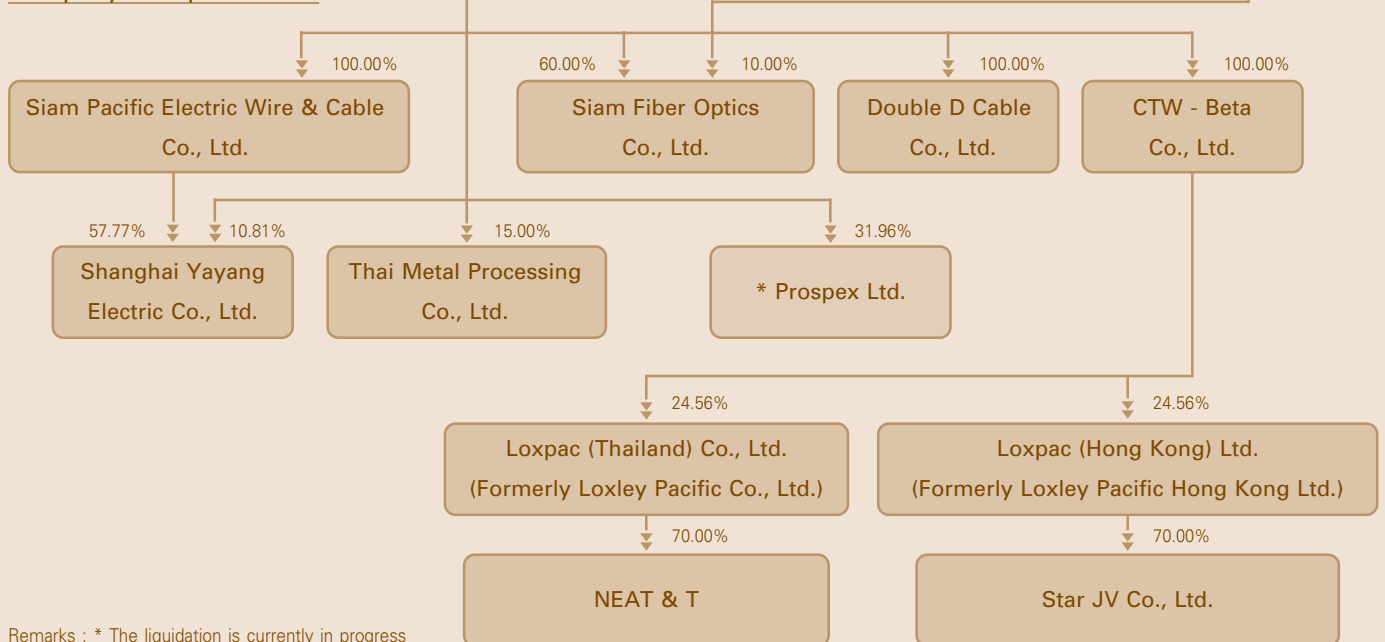 100.00%
60.00%
10.00%
100.00%
100.00%
Siam Pacific Electric Wire & Cable
Co., Ltd.
Siam Fiber Optics
Co., Ltd.
Double D Cable
Co., Ltd.
CTW - Beta
Co., Ltd.
57.77%
10.81%
15.00%
31.96%
Shanghai Yayang
Electric Co., Ltd.
Thai Metal Processing
Co., Ltd.
* Prospex Ltd.
24.56%
24.56%
Loxpac (Thailand) Co., Ltd.
(Formerly Loxley Pacific Co., Ltd.)
Loxpac (Hong Kong) Ltd.
(Formerly Loxley Pacific Hong Kong Ltd.)
70.00%
70.00%
NEAT & T
Star JV Co., Ltd.
Remarks : * The liquidation is currently in progress